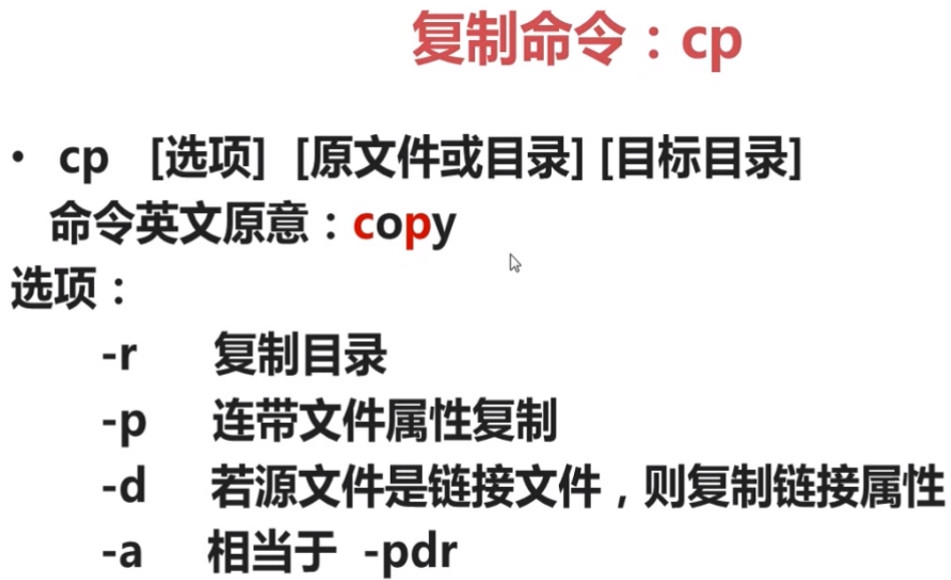 复制命令：cp
• cp [选项] [原文件或目录] [目标目录]
命令英文原意：copy
选项：
-r 复制目录
-p 连带文件属性复制
-d 若源文件是链接文件，则复制链接属性
-a 相当于 -pdr